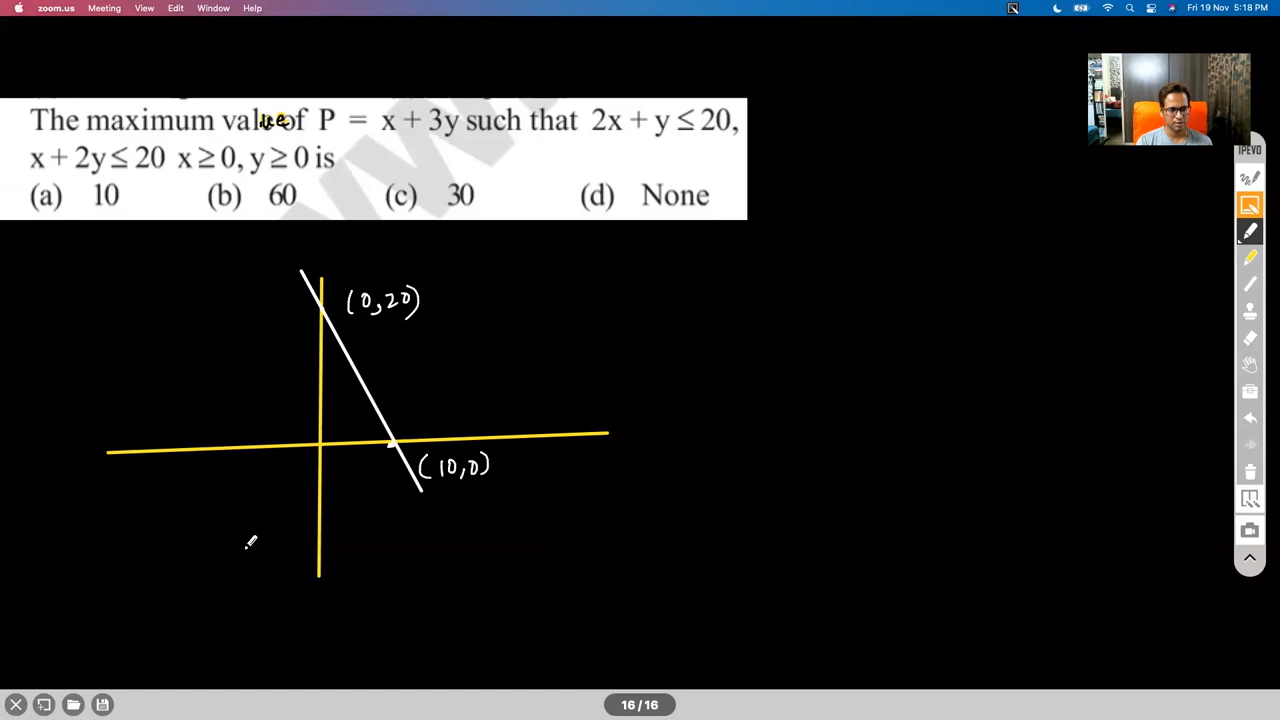 zoom.us Meeting View Edit Window Help Fri 19 Nov 5:18 PM
The maximum value of P = x + 3y such that 2x + y ≤ 20,
x + 2y ≤ 20 x ≥ 0, y ≥ 0 is
(a) 10 (b) 60 (c) 30 (d) None
IPEVO
(0,20)
(10,0)
16 / 16